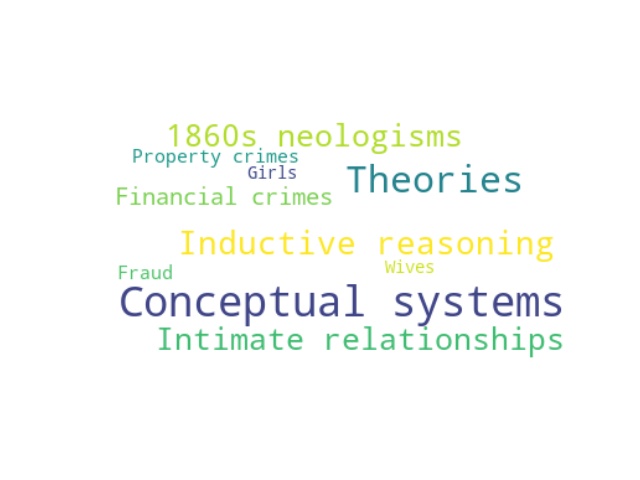 1860s neologisms
Property crimes
Girls
Theories
Financial crimes
Inductive reasoning
Wives
Fraud
Conceptual systems
Intimate relationships